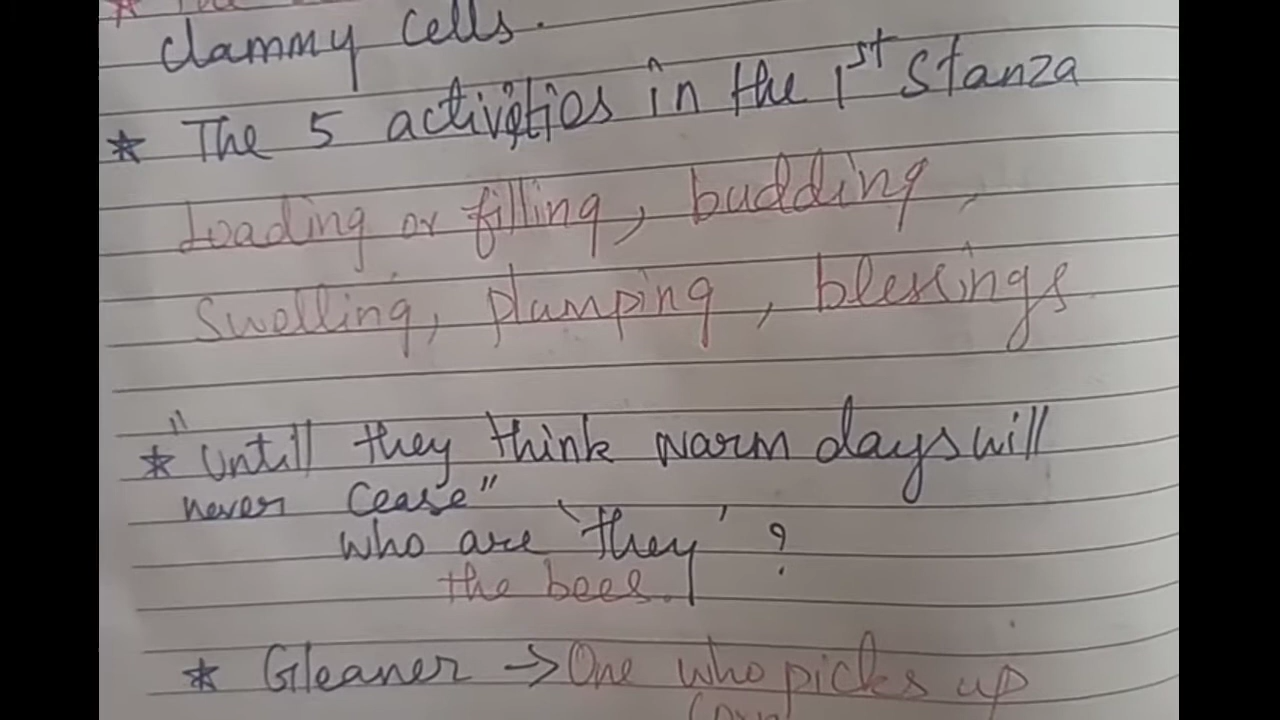 clammy cells.
* The 5 activities in the 1st Stanza
Loading or filling, budding,
Swelling, plumping, blessings
* "Untill they think warm days will
never cease"
who are 'they' ?
the bees.
* Gleaner → One who picks up